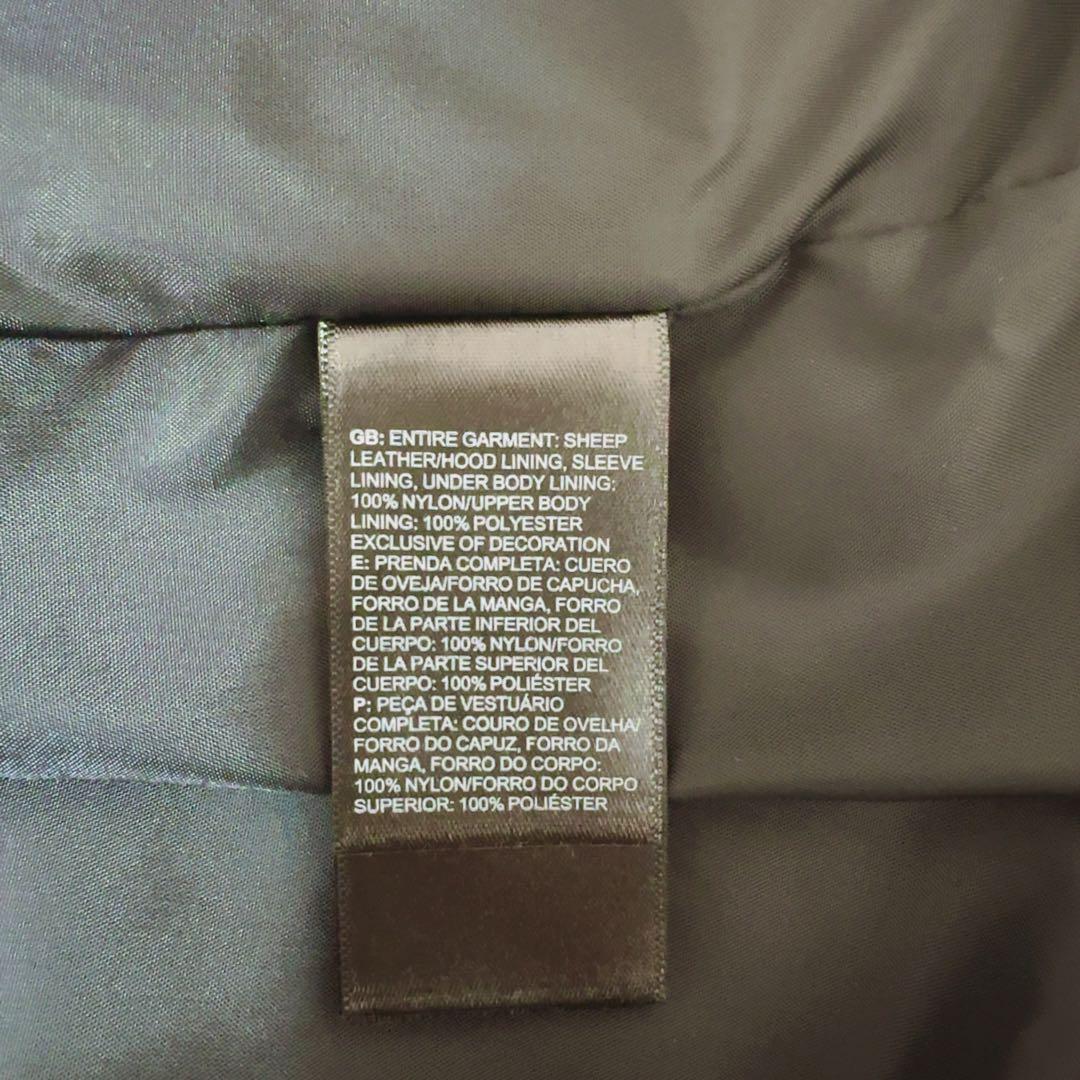 GB: ENTIRE GARMENT: SHEEP
LEATHER/HOOD LINING, SLEEVE
LINING, UNDER BODY LINING:
100% NYLON/UPPER BODY
LINING: 100% POLYESTER
EXCLUSIVE OF DECORATION
E: PRENDA COMPLETA: CUERO
DE OVEJA/FORRO DE CAPUCHA,
FORRO DE LA MANGA, FORRO
DE LA PARTE INFERIOR DEL
CUERPO: 100% NYLON/FORRO
DE LA PARTE SUPERIOR DEL
CUERPO: 100% POLIÉSTER
P: PEÇA DE VESTUÁRIO
COMPLETA: COURO DE OVELHA/
FORRO DO CAPUZ, FORRO DA
MANGA, FORRO DO CORPO:
100% NYLON/FORRO DO CORPO
SUPERIOR: 100% POLIÉSTER